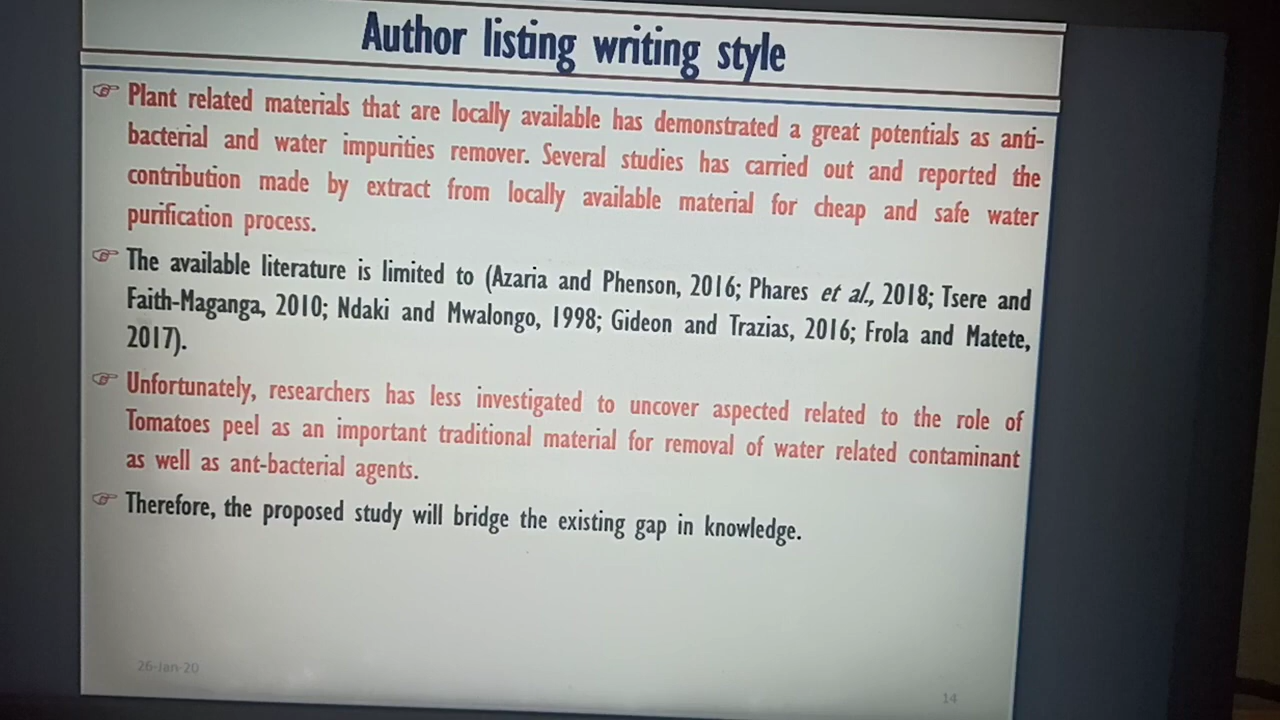 Author listing writing style
Plant related materials that are locally available has demonstrated a great potentials as anti-
bacterial and water impurities remover. Several studies has carried out and reported the
contribution made by extract from locally available material for cheap and safe water
purification process.
The available literature is limited to (Azaria and Phenson, 2016; Phares et al., 2018; Tsere and
Faith-Maganga, 2010; Ndaki and Mwalongo, 1998; Gideon and Trazias, 2016; Frola and Matete,
2017).
Unfortunately, researchers has less investigated to uncover aspected related to the role of
Tomatoes peel as an important traditional material for removal of water related contaminant
as well as ant-bacterial agents.
Therefore, the proposed study will bridge the existing gap in knowledge.
26-Jan-20
14